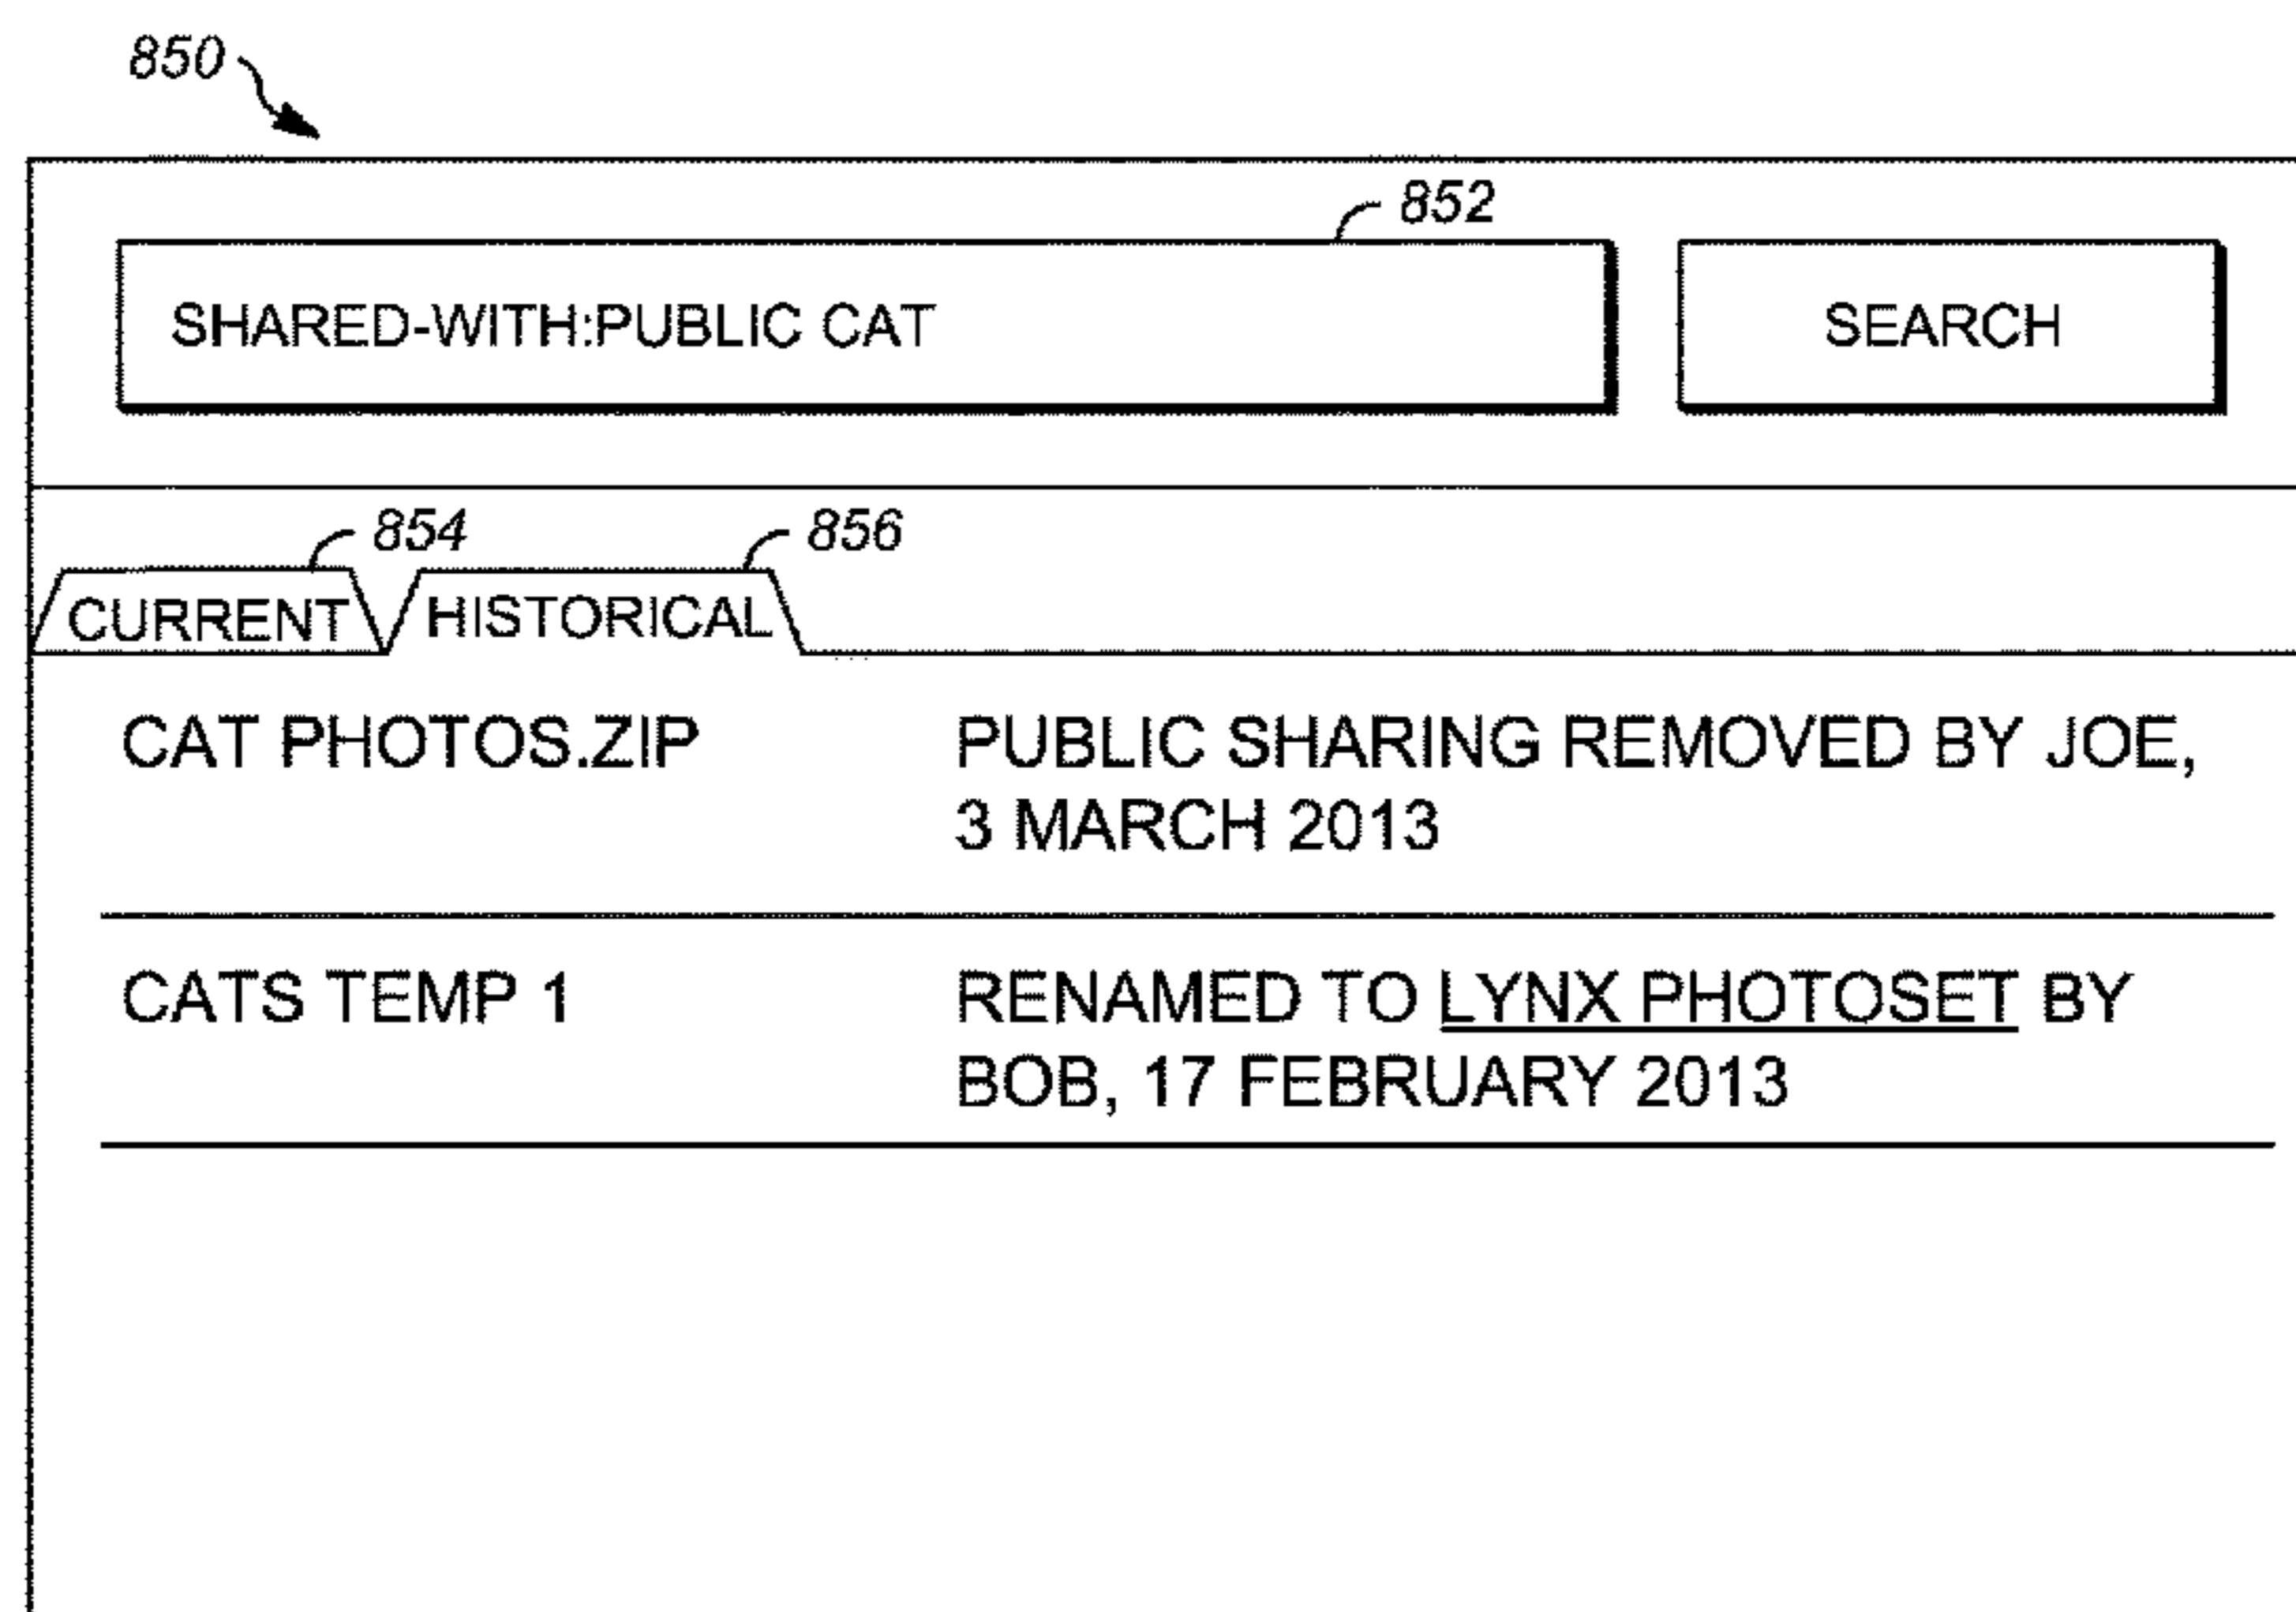 850
852
SHARED-WITH:PUBLIC CAT
SEARCH
854
856
CURRENT
HISTORICAL
CAT PHOTOS.ZIP
PUBLIC SHARING REMOVED BY JOE,
3 MARCH 2013
CATS TEMP 1
RENAMED TO LYNX PHOTOSET BY
BOB, 17 FEBRUARY 2013